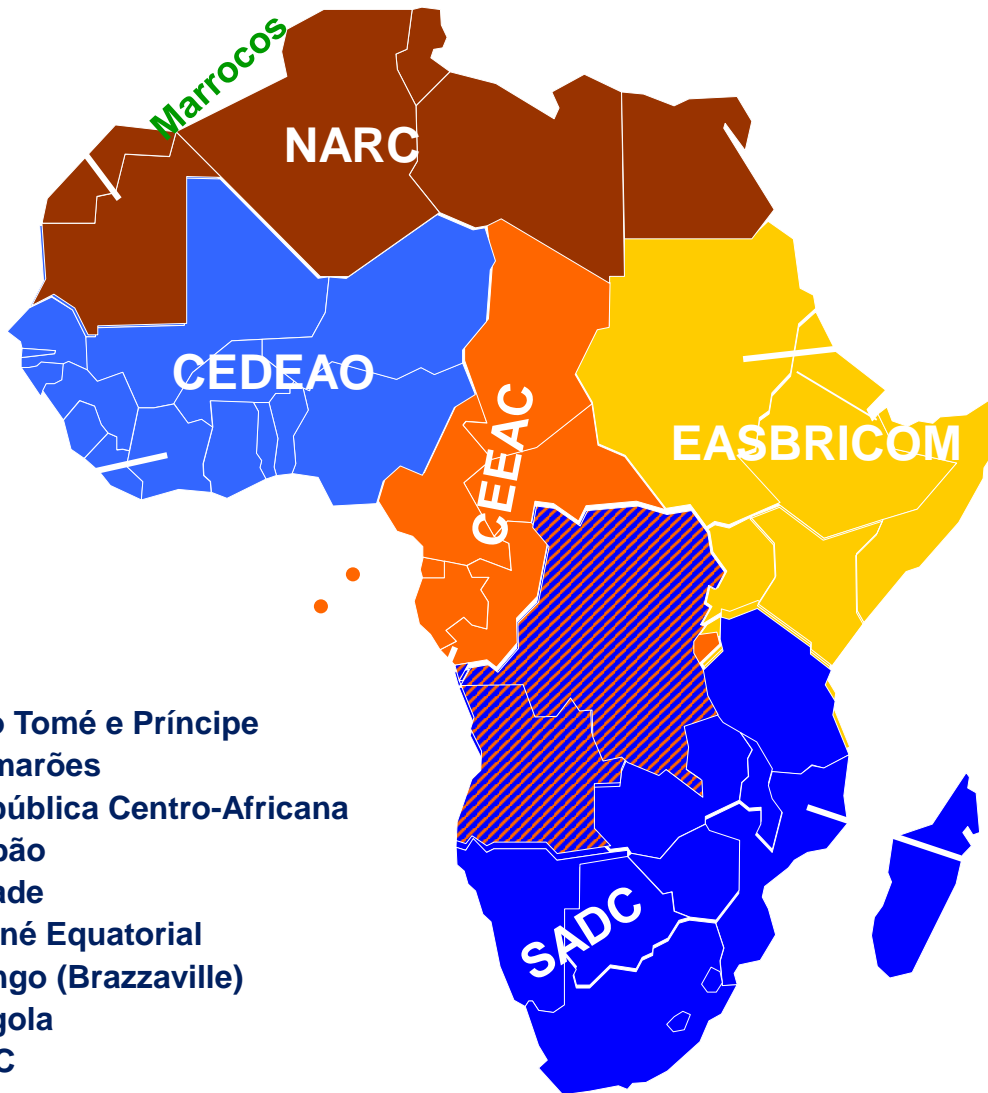 Marrocos
NARC
CEDEAO
CEEAC
EASBRICOM
o Tomé e Príncipe
marões
pública Centro-Africana
bão
ade
né Equatorial
ngo (Brazzaville)
gola
C
SADC